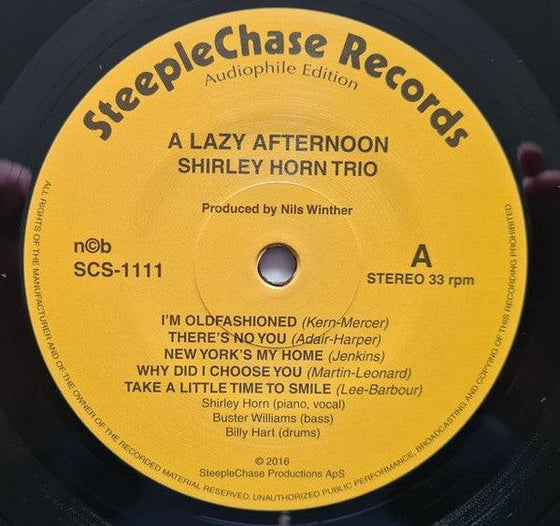 SteepleChase Records
Audiophile Edition
A LAZY AFTERNOON
SHIRLEY HORN TRIO
Produced by Nils Winther
n©b
SCS-1111
A
STEREO 33 rpm
I'M OLDFASHIONED (Kern-Mercer)
THERE'S NO YOU (Adair-Harper)
NEW YORK'S MY HOME (Jenkins)
WHY DID I CHOOSE YOU (Martin-Leonard)
TAKE A LITTLE TIME TO SMILE (Lee-Barbour)
Shirley Horn (piano, vocal)
Buster Williams (bass)
Billy Hart (drums)
© 2016
SteepleChase Productions ApS
ALL RIGHTS OF THE MANUFACTURER AND OF THE OWNER OF THE RECORDED MATERIAL RESERVED. UNAUTHORIZED PUBLIC PERFORMANCE, BROADCASTING AND COPYING OF THIS RECORDING PROHIBITED